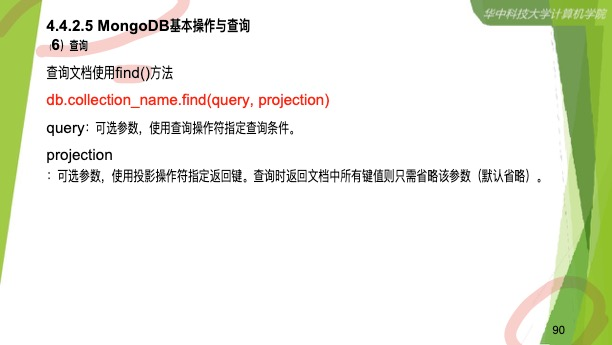 华中科技大学计算机学院
4.4.2.5 MongoDB基本操作与查询
（6）查询
查询文档使用find()方法
db.collection_name.find(query, projection)
query：可选参数，使用查询操作符指定查询条件。
projection
：可选参数，使用投影操作符指定返回键。查询时返回文档中所有键值则只需省略该参数（默认省略）。
90